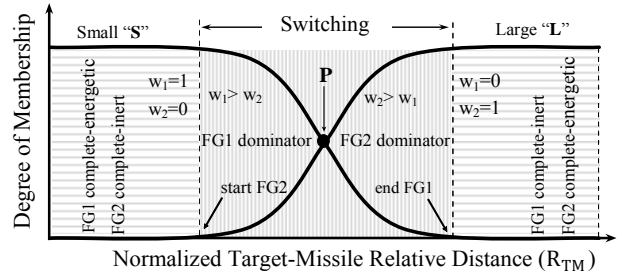 Small “S”
Switching
Large “L”
Degree of Membership
FG1 complete-energetic
FG2 complete-inert
w1=1
w2=0
w1> w2
P
w2> w1
w1=0
w2=1
FG1 dominator
FG2 dominator
start FG2
end FG1
FG1 complete-inert
FG2 complete-energetic
Normalized Target-Missile Relative Distance (RTM)